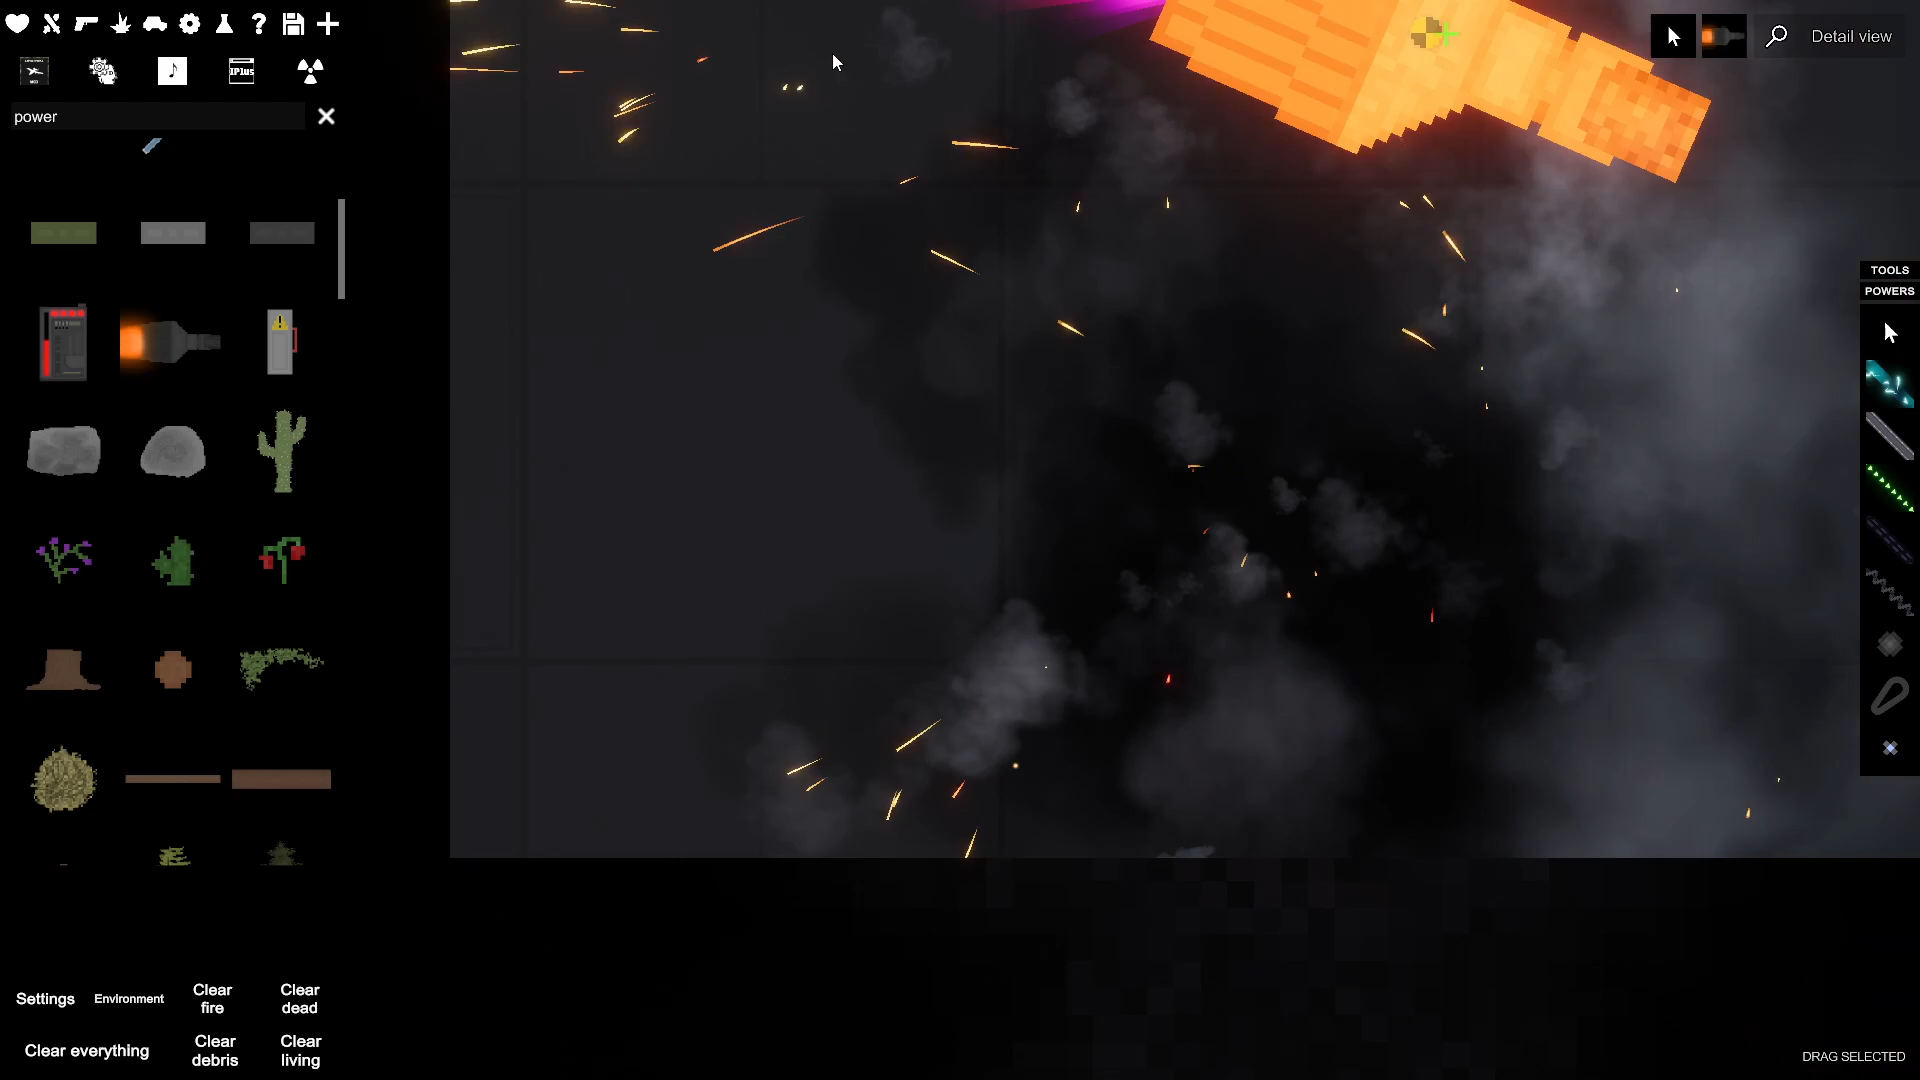 IPlus
Detail view
power
TOOLS
POWERS
Settings
Environment
Clear
fire
Clear
dead
Clear everything
Clear
debris
Clear
living
DRAG SELECTED